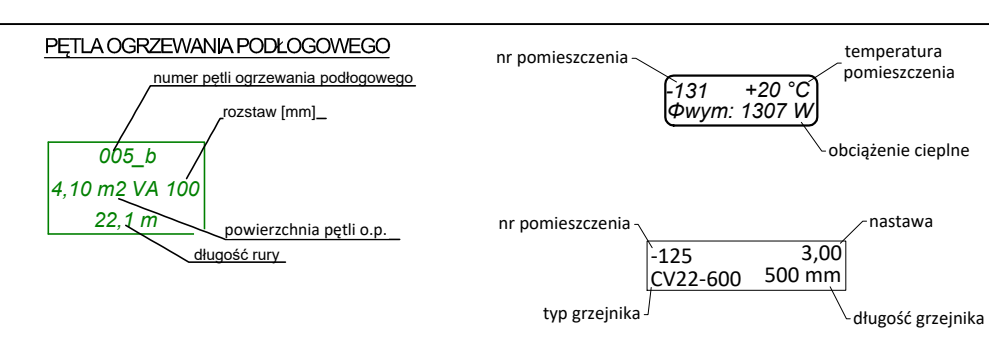 PĘTLA OGRZEWANIA PODŁOGOWEGO
numer pętli ogrzewania podłogowego
rozstaw [mm]_
005_b
4,10 m2 VA 100
22,1 m
powierzchnia pętli o.p. _
długość rury_
nr pomieszczenia
temperatura
pomieszczenia
-131 +20 °C
Φwym: 1307 W
obciążenie cieplne
nr pomieszczenia
nastawa
-125 3,00
CV22-600 500 mm
typ grzejnika
długość grzejnika